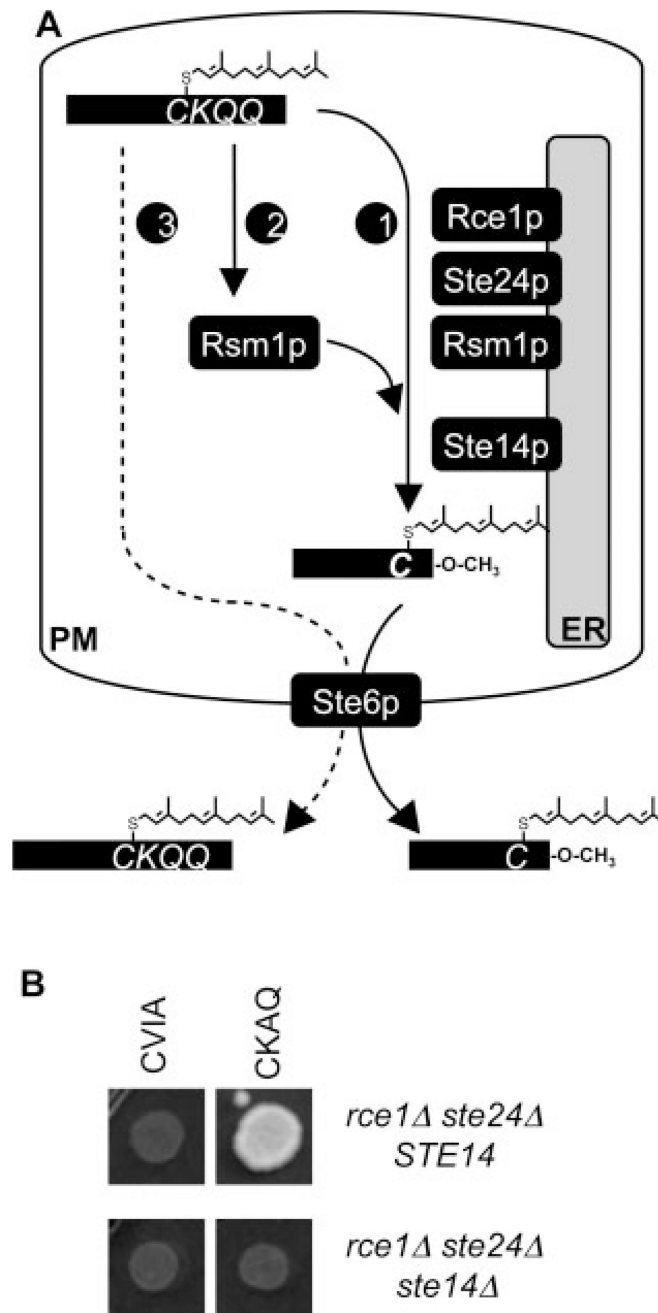 A
S
CKQQ
3
2
1
Rce1p
Ste24p
Rsm1p
Rsm1p
Ste14p
S
C
-O-CH3
PM
ER
Ste6p
S
CKQQ
S
C
-O-CH3
B
CVIA
CKAQ
rce1Δ ste24Δ
STE14
rce1Δ ste24Δ
ste14Δ